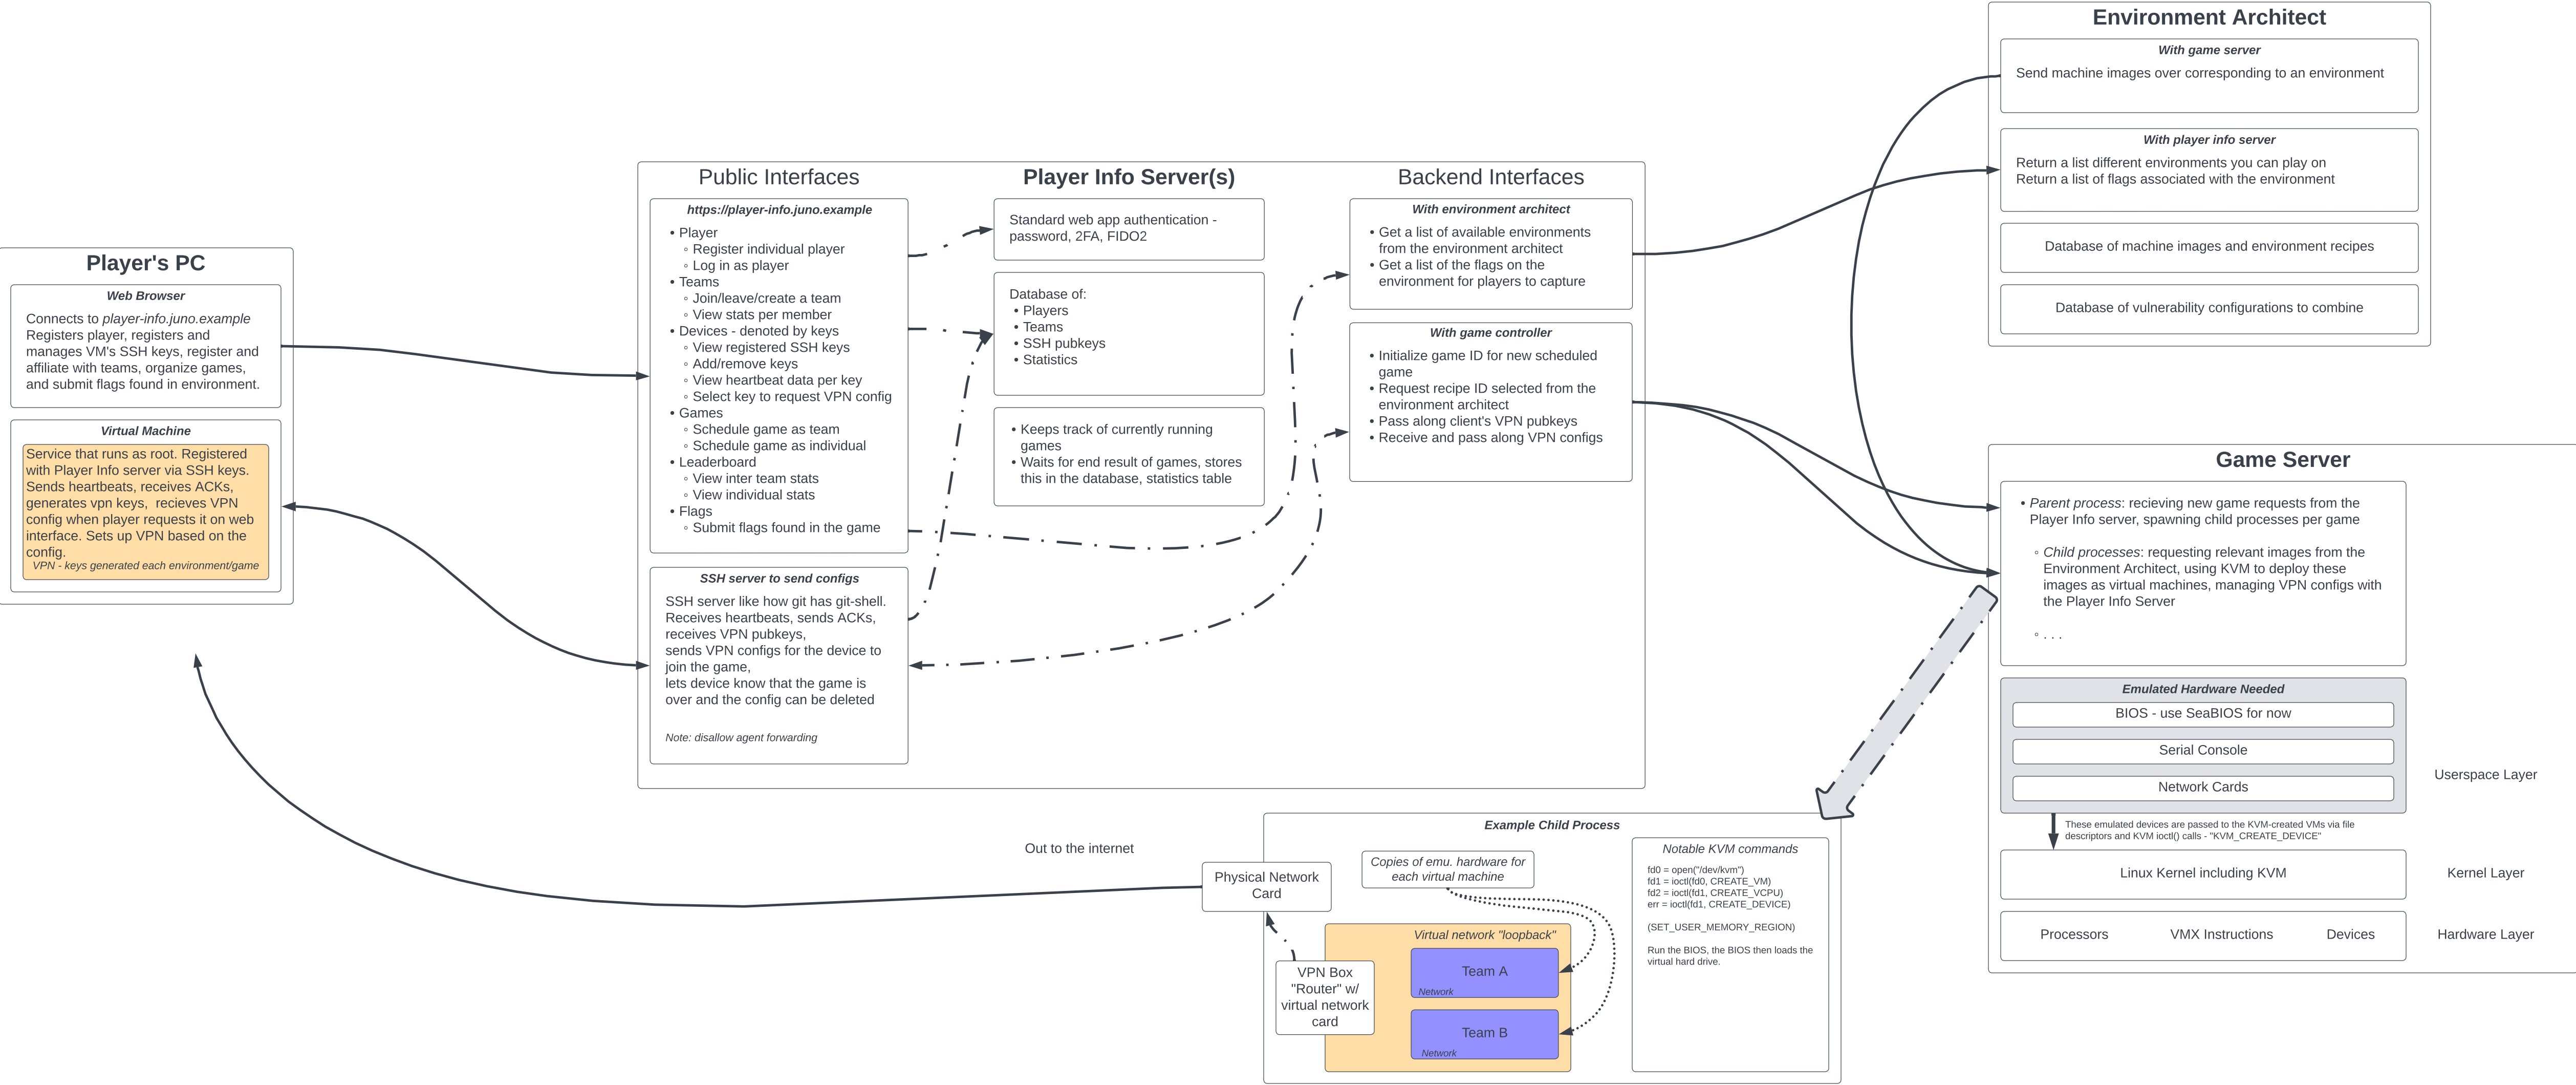 Player's PC
Web Browser
Connects to player-info.juno.example
Registers player, registers and
manages VM's SSH keys, register and
affiliate with teams, organize games,
and submit flags found in environment.
Virtual Machine
Service that runs as root. Registered
with Player Info server via SSH keys.
Sends heartbeats, receives ACKs,
generates vpn keys,  recieves VPN
config when player requests it on web
interface. Sets up VPN based on the
config.
VPN - keys generated each environment/game
Public Interfaces
https://player-info.juno.example
• Player
◦ Register individual player
◦ Log in as player
• Teams
◦ Join/leave/create a team
◦ View stats per member
• Devices - denoted by keys
◦ View registered SSH keys
◦ Add/remove keys
◦ View heartbeat data per key
◦ Select key to request VPN config
• Games
◦ Schedule game as team
◦ Schedule game as individual
• Leaderboard
◦ View inter team stats
◦ View individual stats
• Flags
◦ Submit flags found in the game
SSH server to send configs
SSH server like how git has git-shell.
Receives heartbeats, sends ACKs,
receives VPN pubkeys,
sends VPN configs for the device to
join the game,
lets device know that the game is
over and the config can be deleted
Note: disallow agent forwarding
Player Info Server(s)
Standard web app authentication -
password, 2FA, FIDO2
Database of:
• Players
• Teams
• SSH pubkeys
• Statistics
• Keeps track of currently running
games
• Waits for end result of games, stores
this in the database, statistics table
Backend Interfaces
With environment architect
• Get a list of available environments
from the environment architect
• Get a list of the flags on the
environment for players to capture
With game controller
• Initialize game ID for new scheduled
game
• Request recipe ID selected from the
environment architect
• Pass along client's VPN pubkeys
• Receive and pass along VPN configs
Environment Architect
With game server
Send machine images over corresponding to an environment
With player info server
Return a list different environments you can play on
Return a list of flags associated with the environment
Database of machine images and environment recipes
Database of vulnerability configurations to combine
Game Server
• Parent process: recieving new game requests from the
Player Info server, spawning child processes per game
◦ Child processes: requesting relevant images from the
Environment Architect, using KVM to deploy these
images as virtual machines, managing VPN configs with
the Player Info Server
◦ . . .
Emulated Hardware Needed
BIOS - use SeaBIOS for now
Serial Console
Network Cards
Userspace Layer
These emulated devices are passed to the KVM-created VMs via file
descriptors and KVM ioctl() calls - "KVM_CREATE_DEVICE"
Linux Kernel including KVM
Kernel Layer
Processors
VMX Instructions
Devices
Hardware Layer
Out to the internet
Example Child Process
Physical Network
Card
Copies of emu. hardware for
each virtual machine
Virtual network "loopback"
VPN Box
"Router" w/
virtual network
card
Team A
Network
Team B
Network
Notable KVM commands
fd0 = open("/dev/kvm")
fd1 = ioctl(fd0, CREATE_VM)
fd2 = ioctl(fd1, CREATE_VCPU)
err = ioctl(fd1, CREATE_DEVICE)
(SET_USER_MEMORY_REGION)
Run the BIOS, the BIOS then loads the
virtual hard drive.